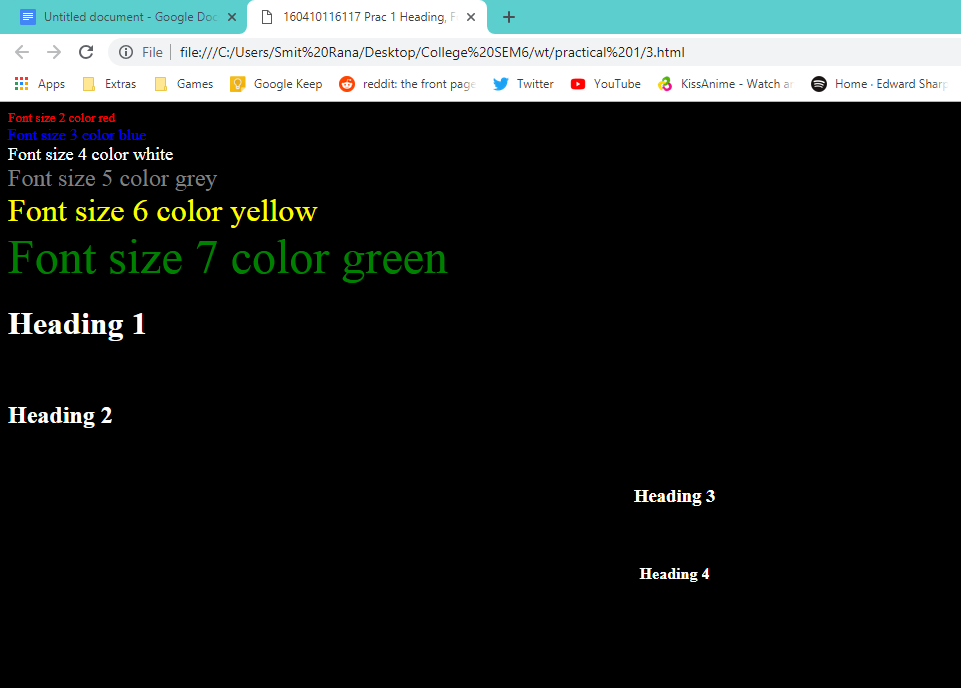 Untitled document - Google Doc
160410116117 Prac 1 Heading, F
File file:///C:/Users/Smit%20Rana/Desktop/College%20SEM6/wt/practical%201/3.html
Apps Extras Games Google Keep reddit: the front page Twitter YouTube KissAnime - Watch an Home · Edward Sharp
Font size 2 color red
Font size 3 color blue
Font size 4 color white
Font size 5 color grey
Font size 6 color yellow
Font size 7 color green
Heading 1
Heading 2
Heading 3
Heading 4